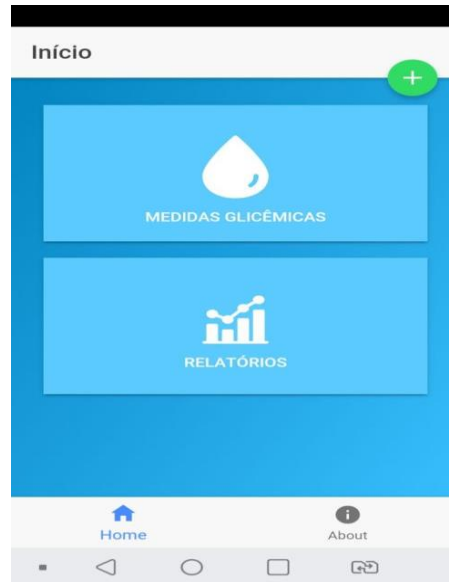 Início
MEDIDAS GLICÊMICAS
RELATÓRIOS
Home
About